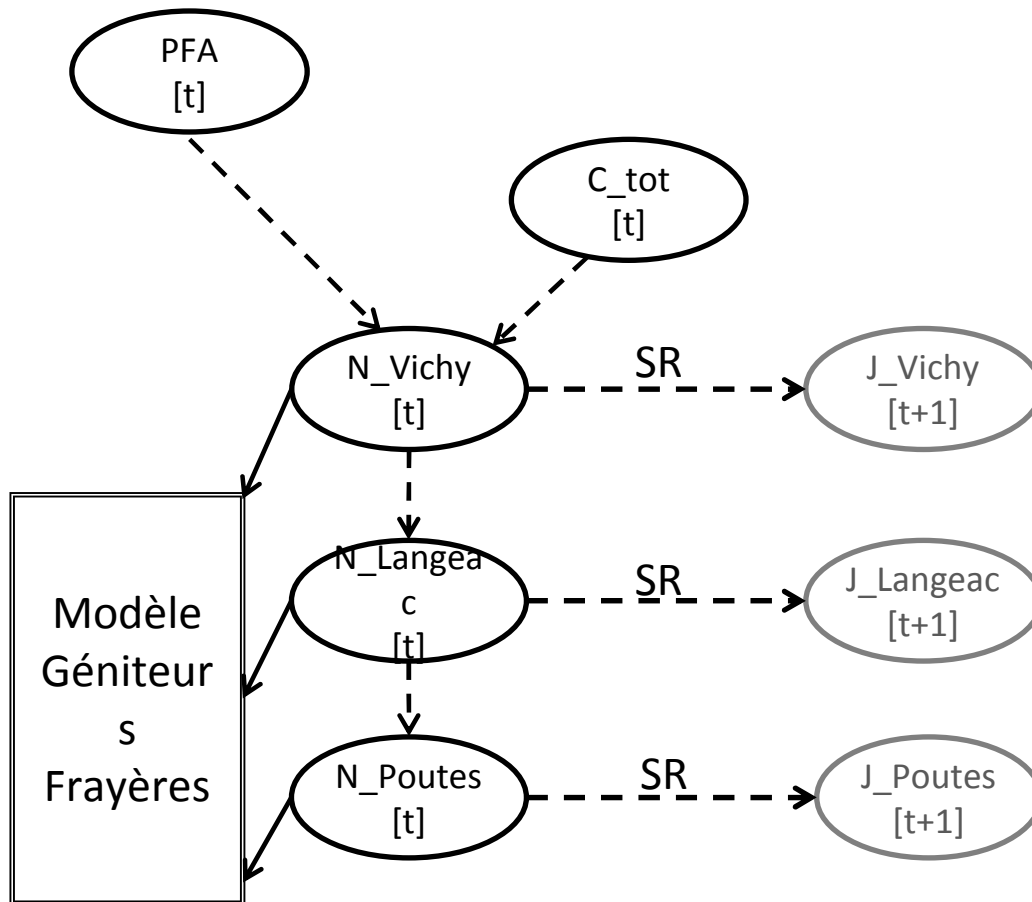 PFA
[t]
C_tot
[t]
N_Vichy
[t]
SR
J_Vichy
[t+1]
N_Langea
c
[t]
SR
J_Langeac
[t+1]
Modèle
Géniteur
s
Frayères
N_Poutes
[t]
SR
J_Poutes
[t+1]